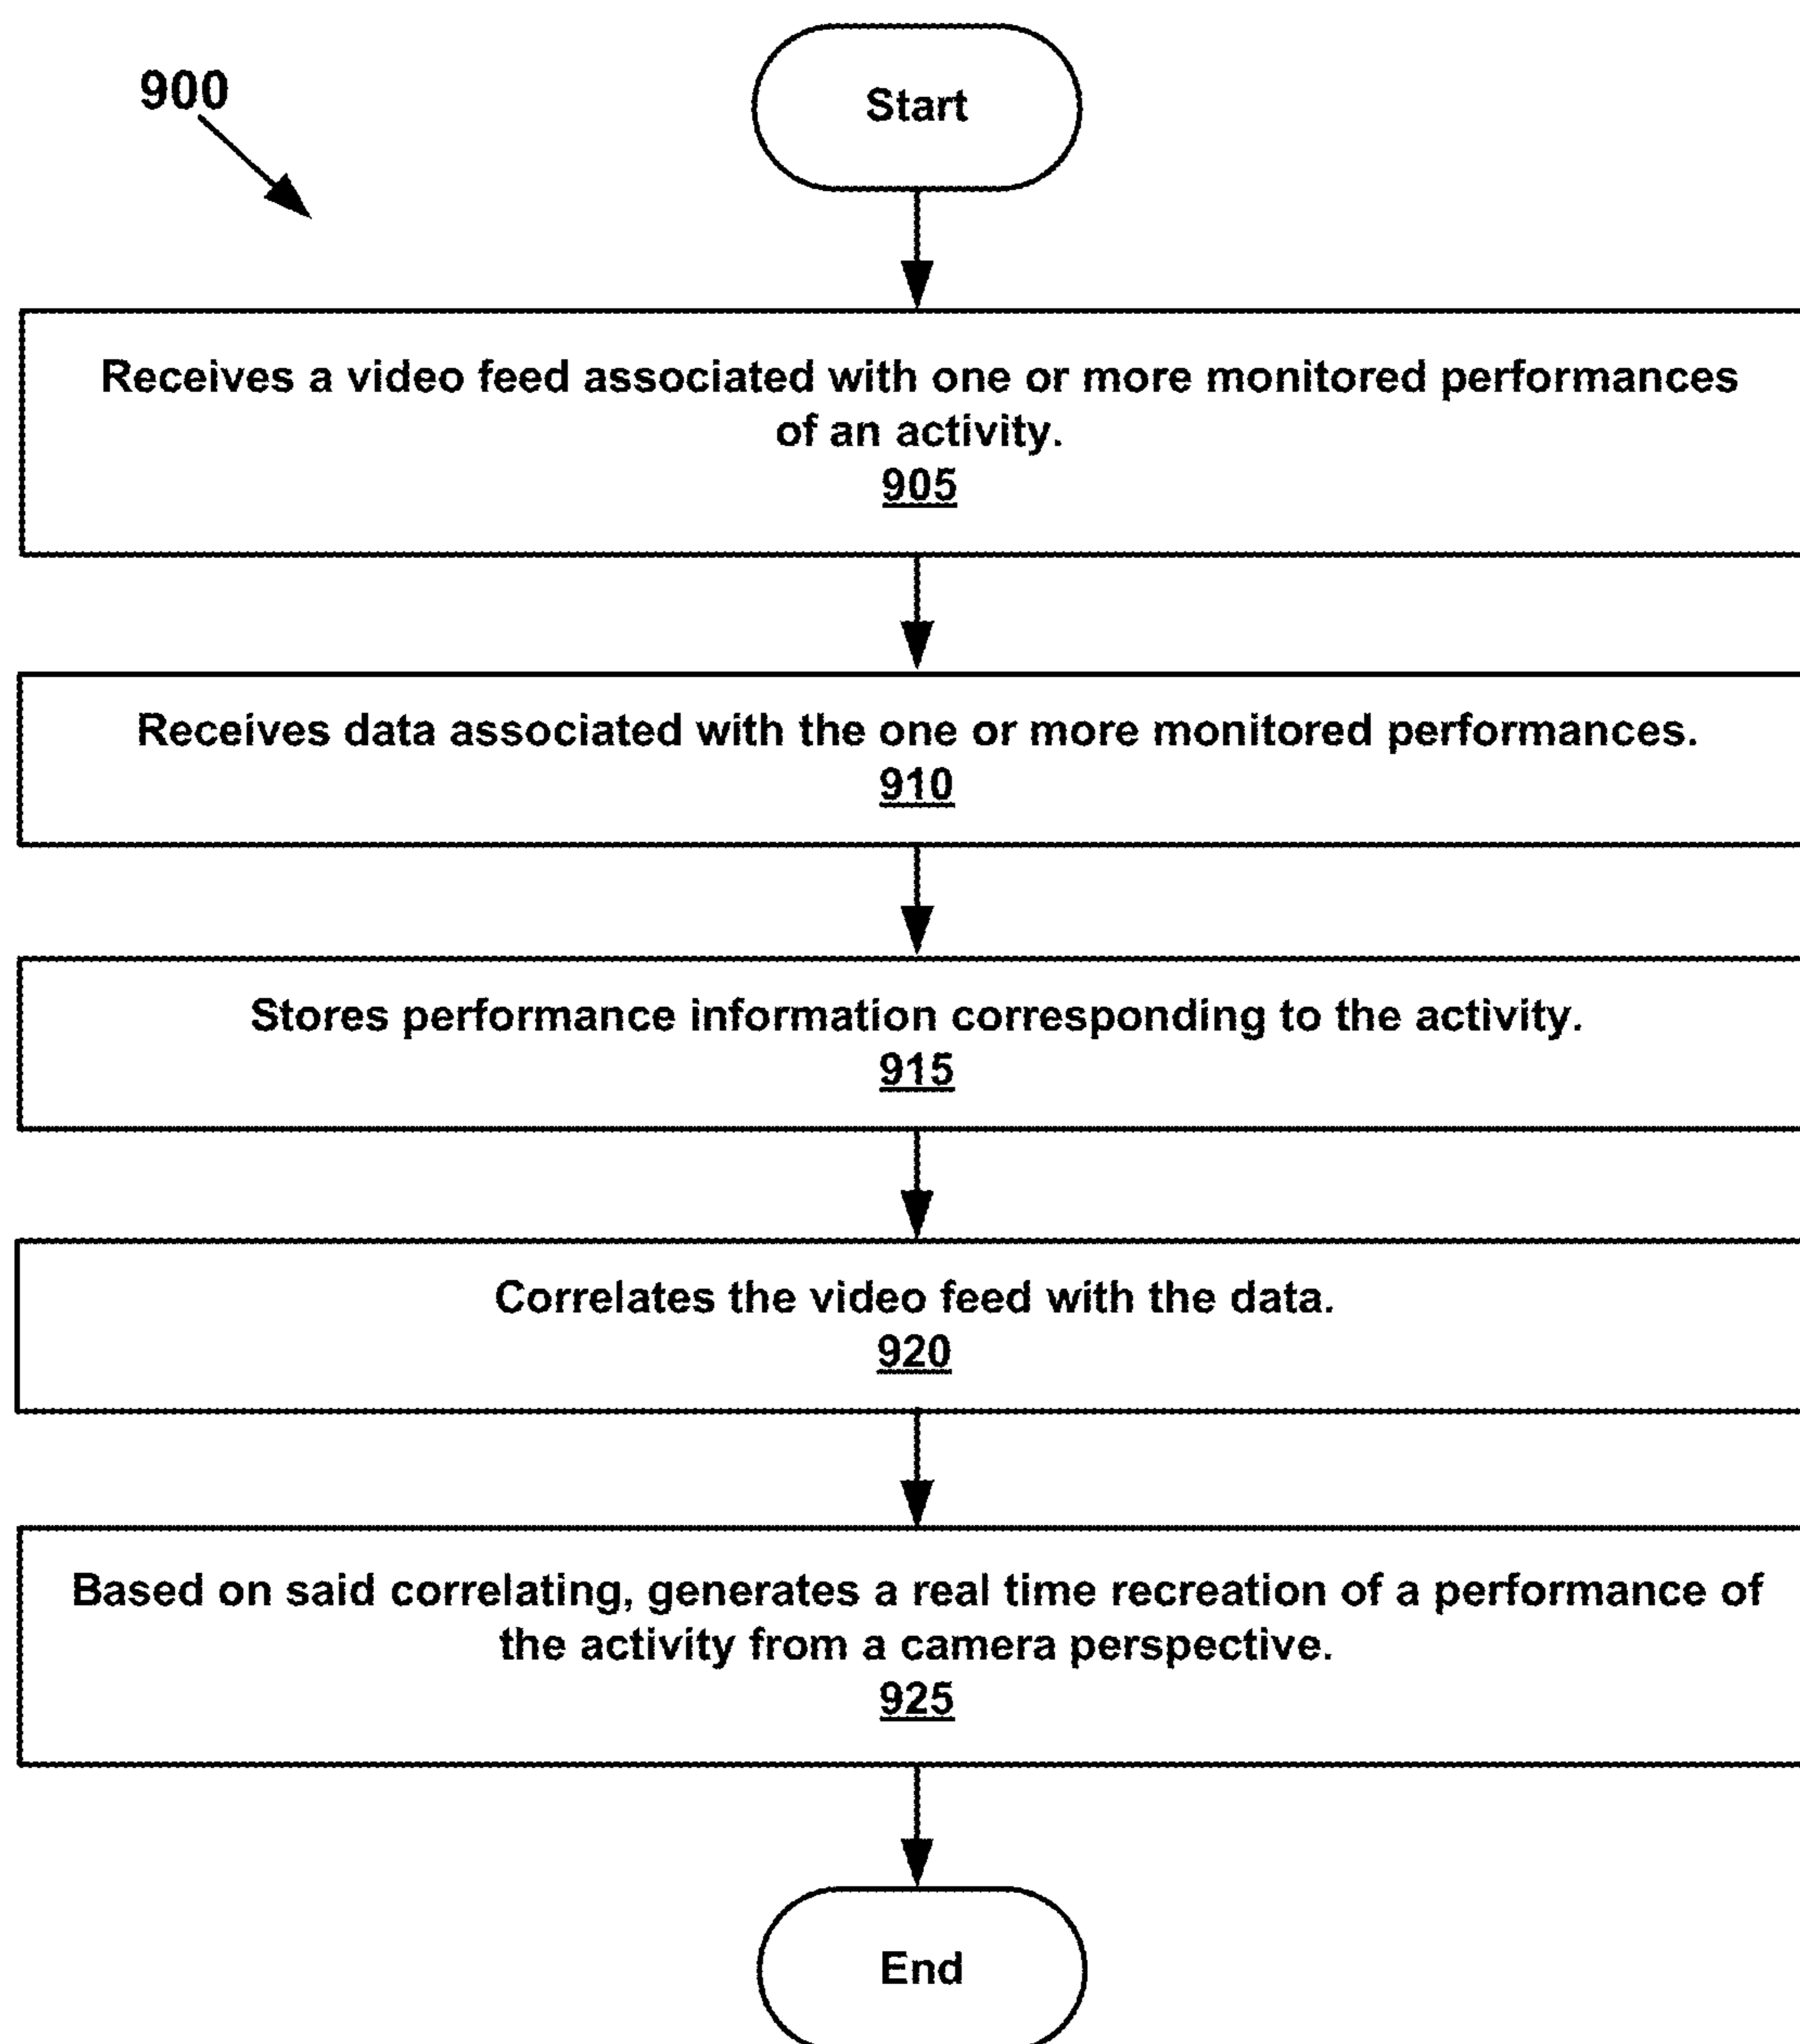 900
Start
Receives a video feed associated with one or more monitored performances
of an activity.
905
Receives data associated with the one or more monitored performances.
910
Stores performance information corresponding to the activity.
915
Correlates the video feed with the data.
920
Based on said correlating, generates a real time recreation of a performance of
the activity from a camera perspective.
925
End